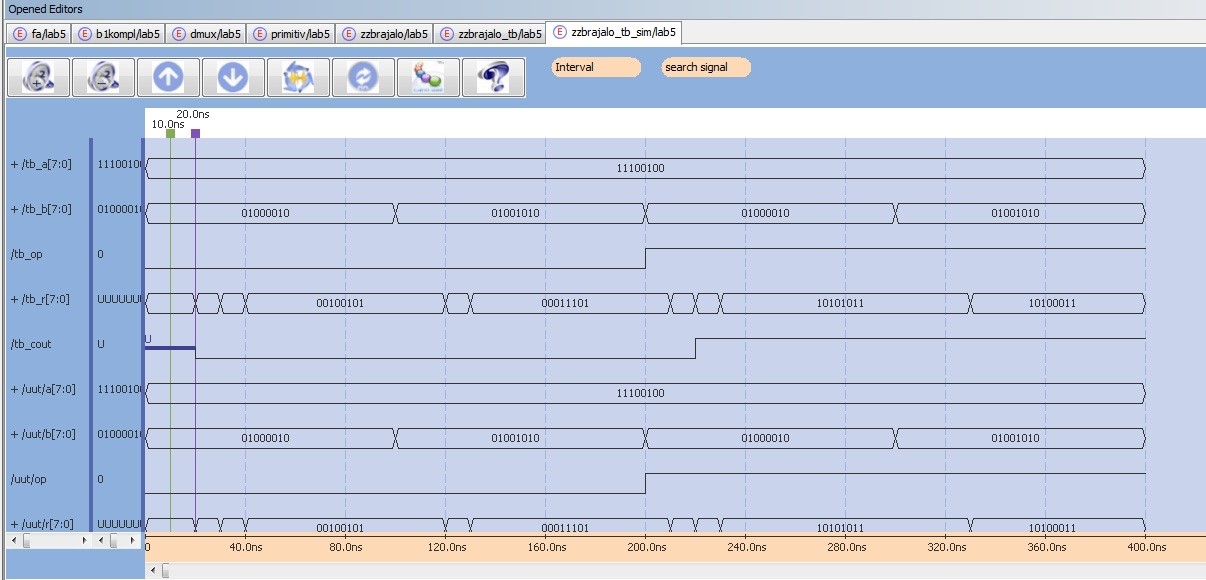 Opened Editors
E fa/lab5 E b1kompl/lab5 E dmux/lab5 E primitiv/lab5 E zzbrajalo/lab5 E zzbrajalo_tb/lab5 E zzbrajalo_tb_sim/lab5
Interval search signal
20.0ns
10.0ns
+ /tb_a[7:0] 11100100 11100100
+ /tb_b[7:0] 0100001 01000010 01001010 01000010 01001010
/tb_op 0
+ /tb_r[7:0] UUUUUUU 00100101 00011101 10101011 10100011
/tb_cout U U
+ /uut/a[7:0] 11100100 11100100
+ /uut/b[7:0] 0100001 01000010 01001010 01000010 01001010
/uut/op 0
+ /uut/r[7:0] UUUUUUU 00100101 00011101 10101011 10100011
0 40.0ns 80.0ns 120.0ns 160.0ns 200.0ns 240.0ns 280.0ns 320.0ns 360.0ns 400.0ns